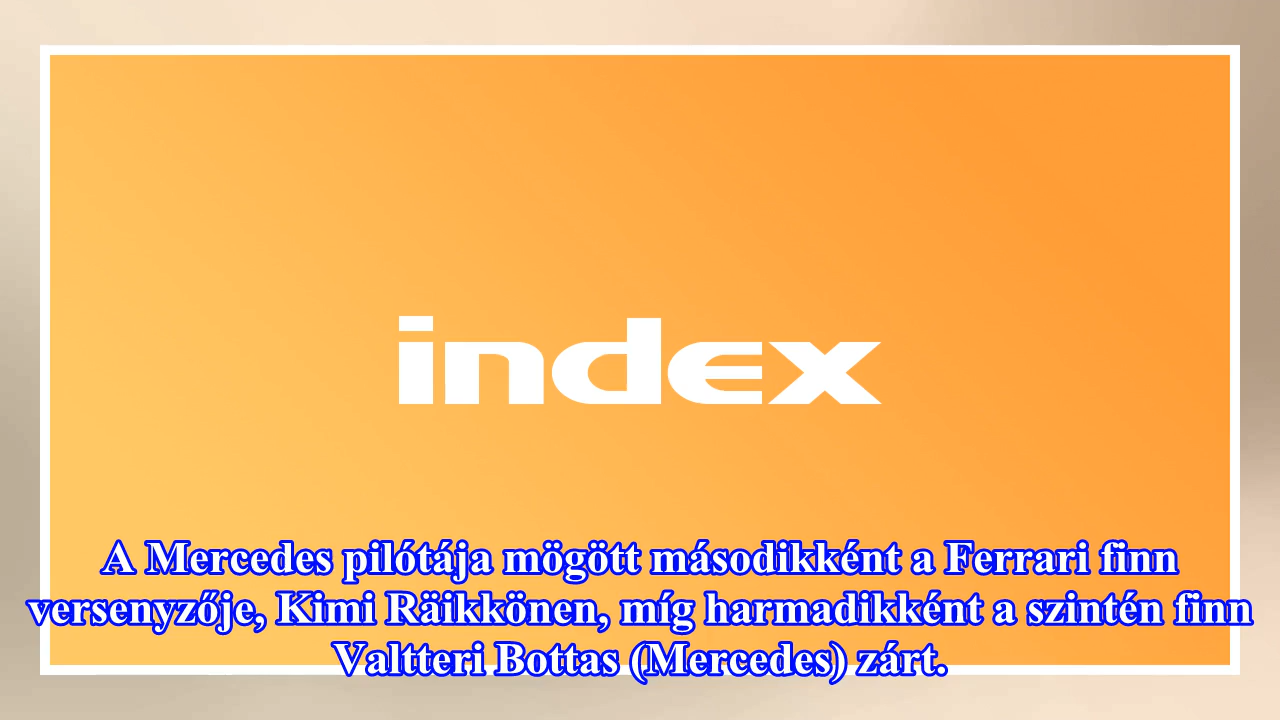 index
A Mercedes pilótája mögött másodikként a Ferrari finn
versenyzője, Kimi Räikkönen, míg harmadikként a szintén finn
Valtteri Bottas (Mercedes) zárt.